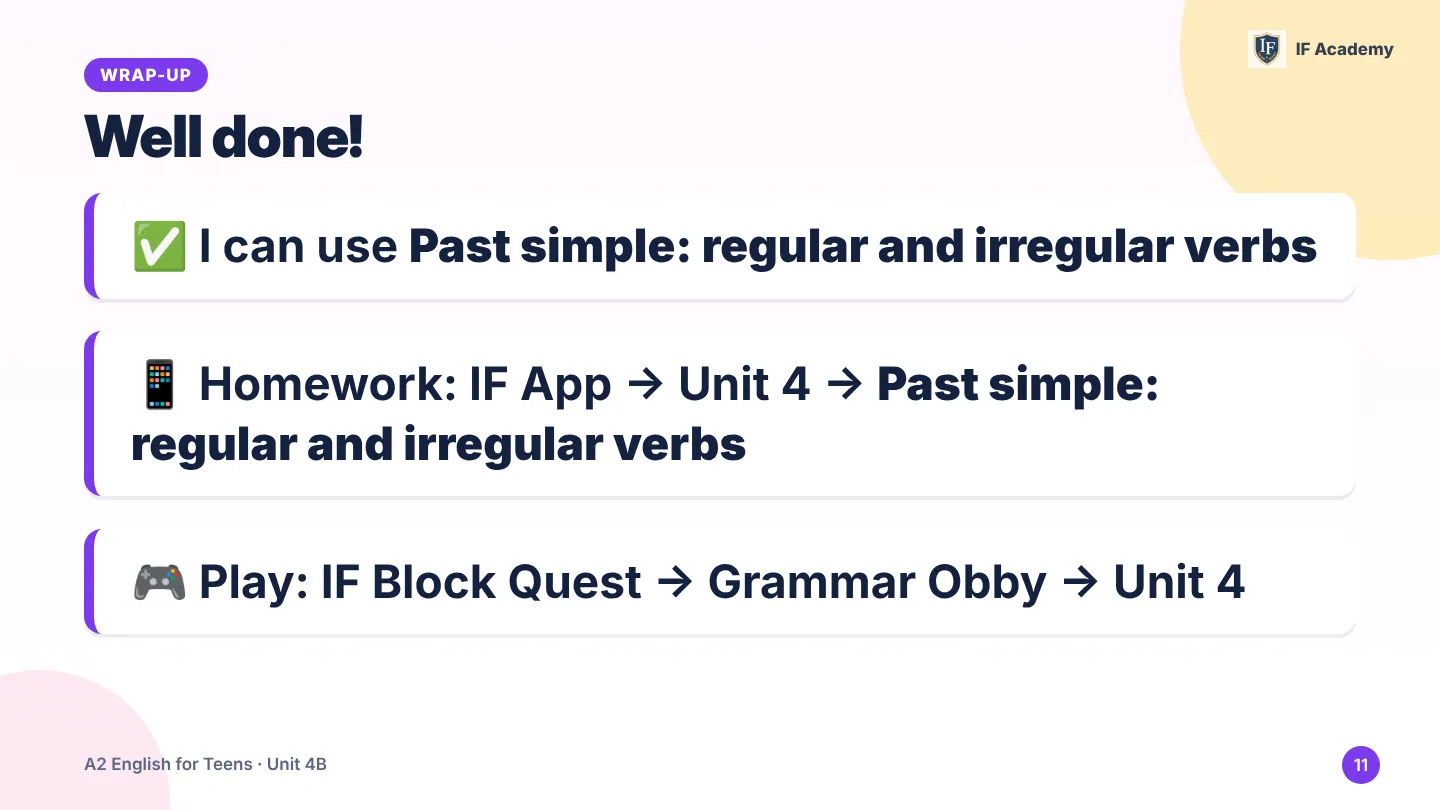 IF Academy
WRAP-UP
Well done!
✅ I can use Past simple: regular and irregular verbs
📱 Homework: IF App → Unit 4 → Past simple:
regular and irregular verbs
🎮 Play: IF Block Quest → Grammar Obby → Unit 4
A2 English for Teens · Unit 4B
11